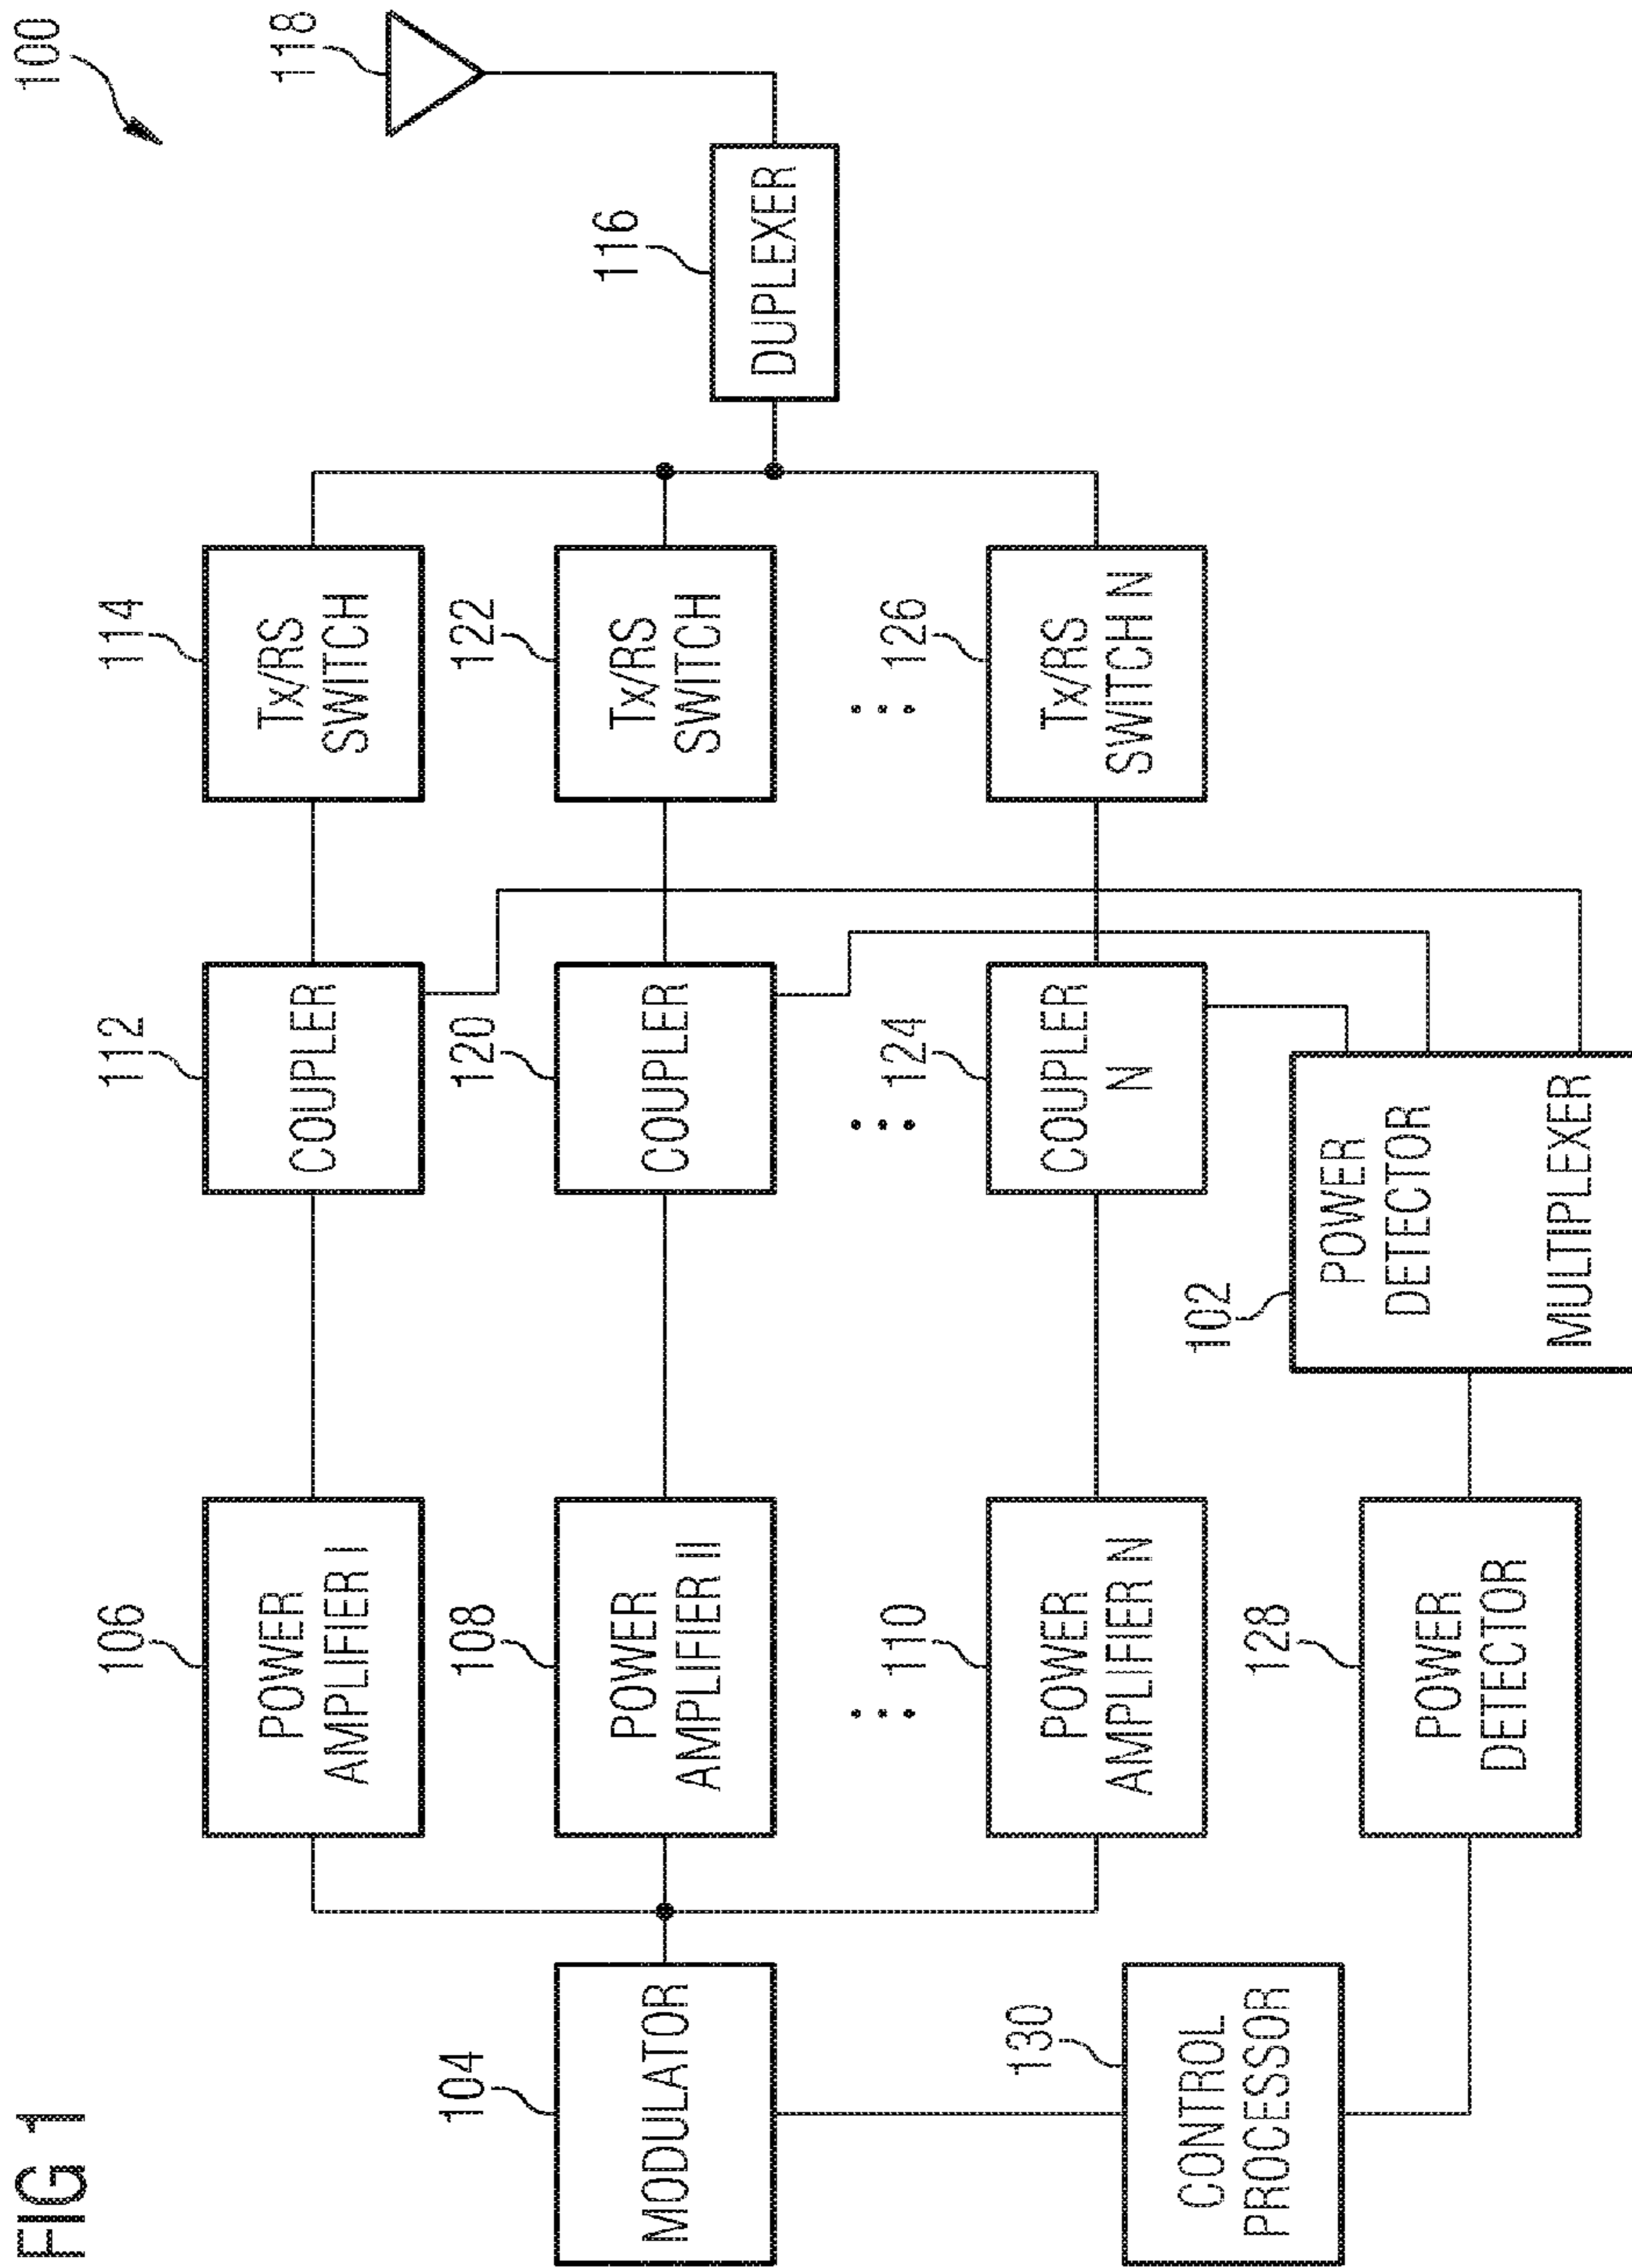 FIG 1
100
106
POWER
AMPLIFIER I
112
COUPLER
114
Tx/RS
SWITCH
118
104
MODULATOR
108
POWER
AMPLIFIER III
120
COUPLER
122
Tx/RS
SWITCH
116
DUPLEXER
110
POWER
AMPLIFIER N
124
COUPLER
N
126
Tx/RS
SWITCH N
130
CONTROL
PROCESSOR
128
POWER
DETECTOR
102
POWER
DETECTOR
MULTIPLEXER